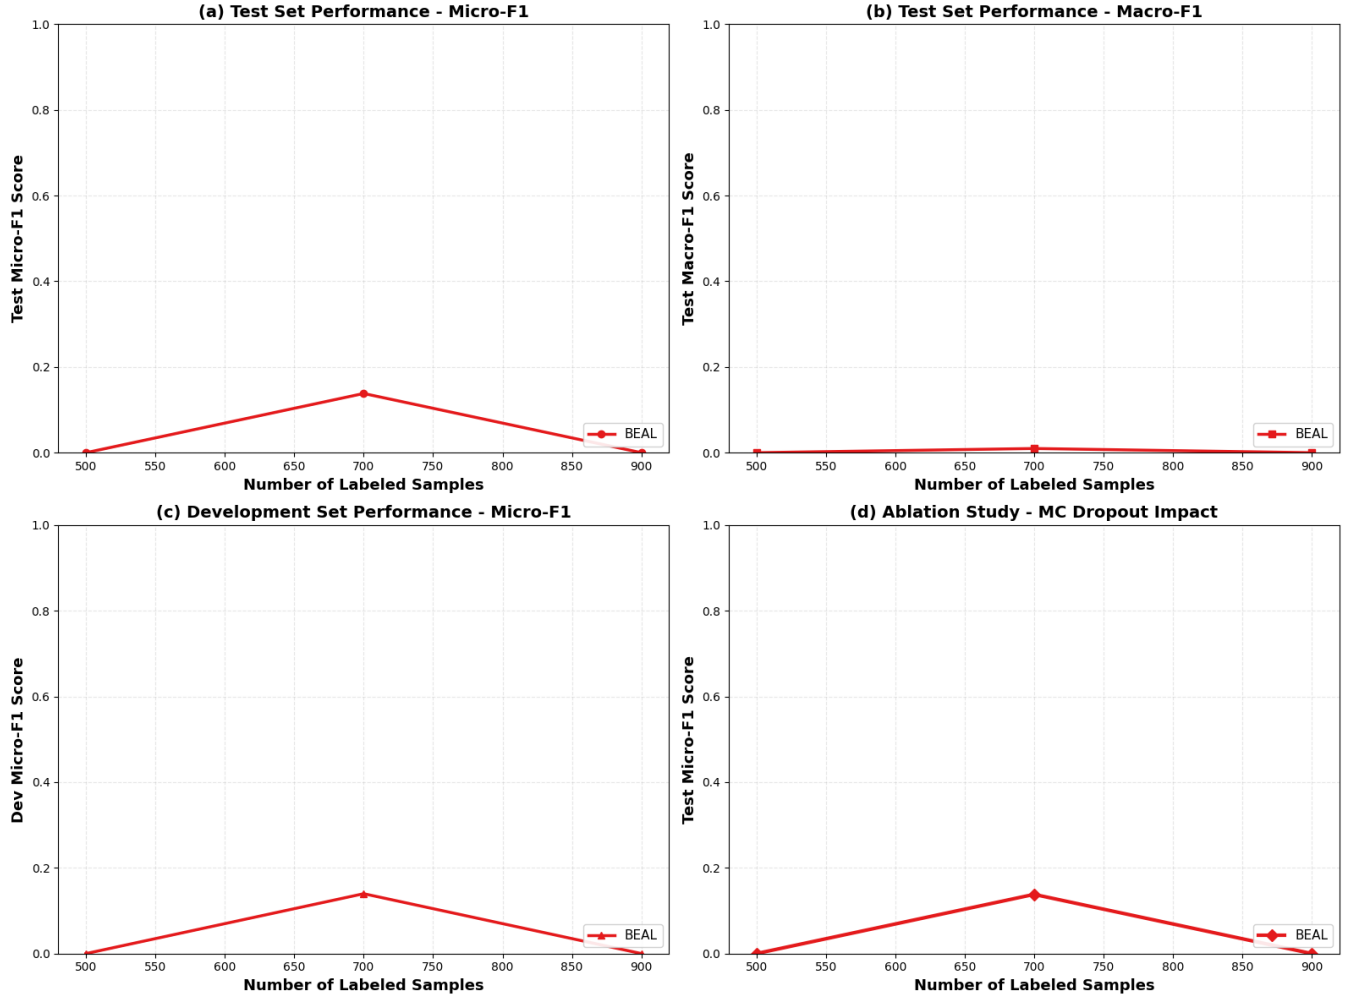 (a) Test Set Performance - Micro-F1
Test Micro-F1 Score
1.0
0.8
0.6
0.4
0.2
0.0
BEAL
500 550 600 650 700 750 800 850 900
Number of Labeled Samples
(b) Test Set Performance - Macro-F1
Test Macro-F1 Score
1.0
0.8
0.6
0.4
0.2
0.0
BEAL
500 550 600 650 700 750 800 850 900
Number of Labeled Samples
(c) Development Set Performance - Micro-F1
Dev Micro-F1 Score
1.0
0.8
0.6
0.4
0.2
0.0
BEAL
500 550 600 650 700 750 800 850 900
Number of Labeled Samples
(d) Ablation Study - MC Dropout Impact
Test Micro-F1 Score
1.0
0.8
0.6
0.4
0.2
0.0
BEAL
500 550 600 650 700 750 800 850 900
Number of Labeled Samples